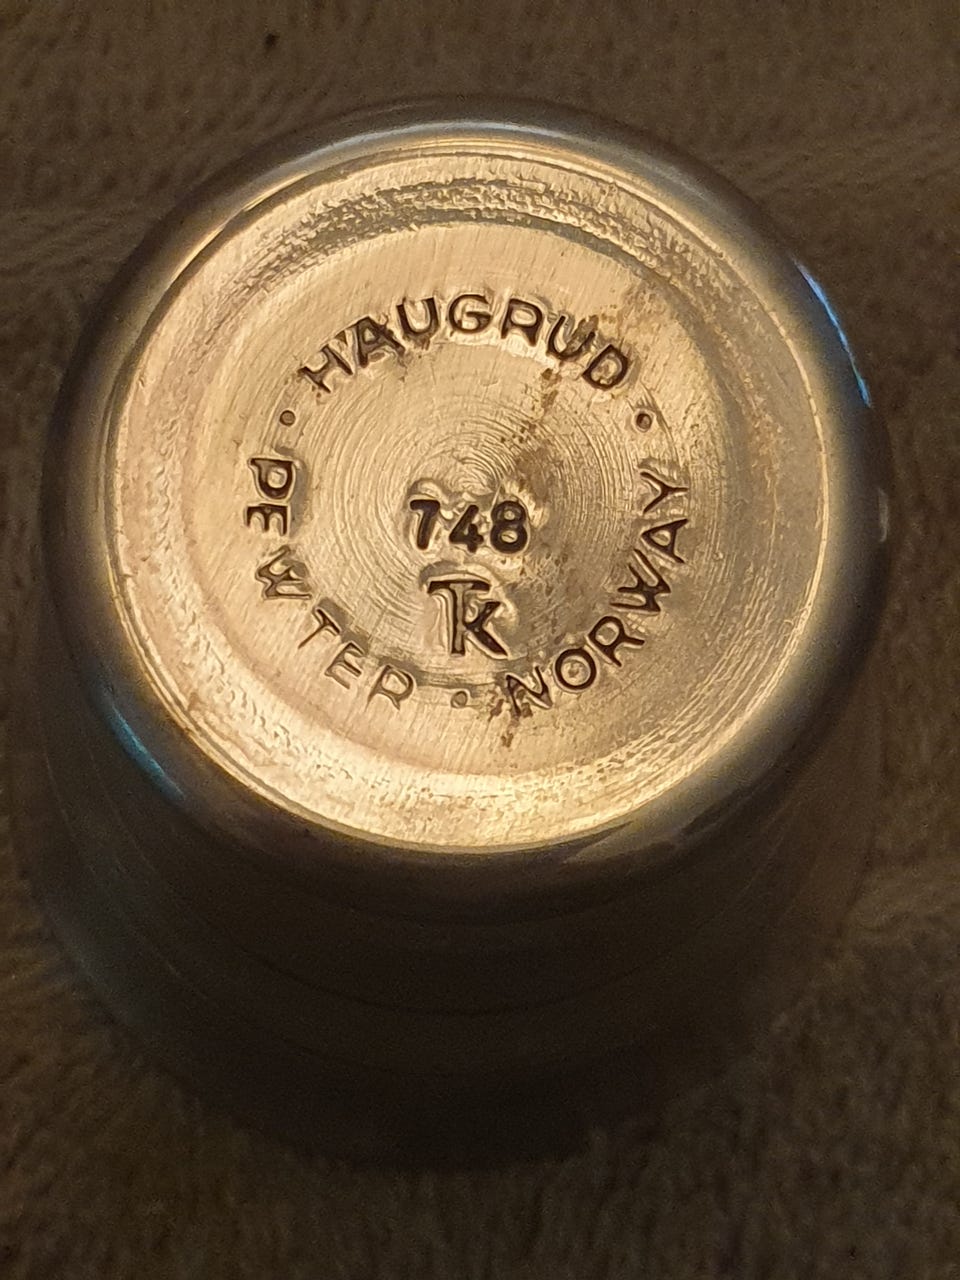 · HAUGRUD ·
PEWTER · NORWAY
748
TK